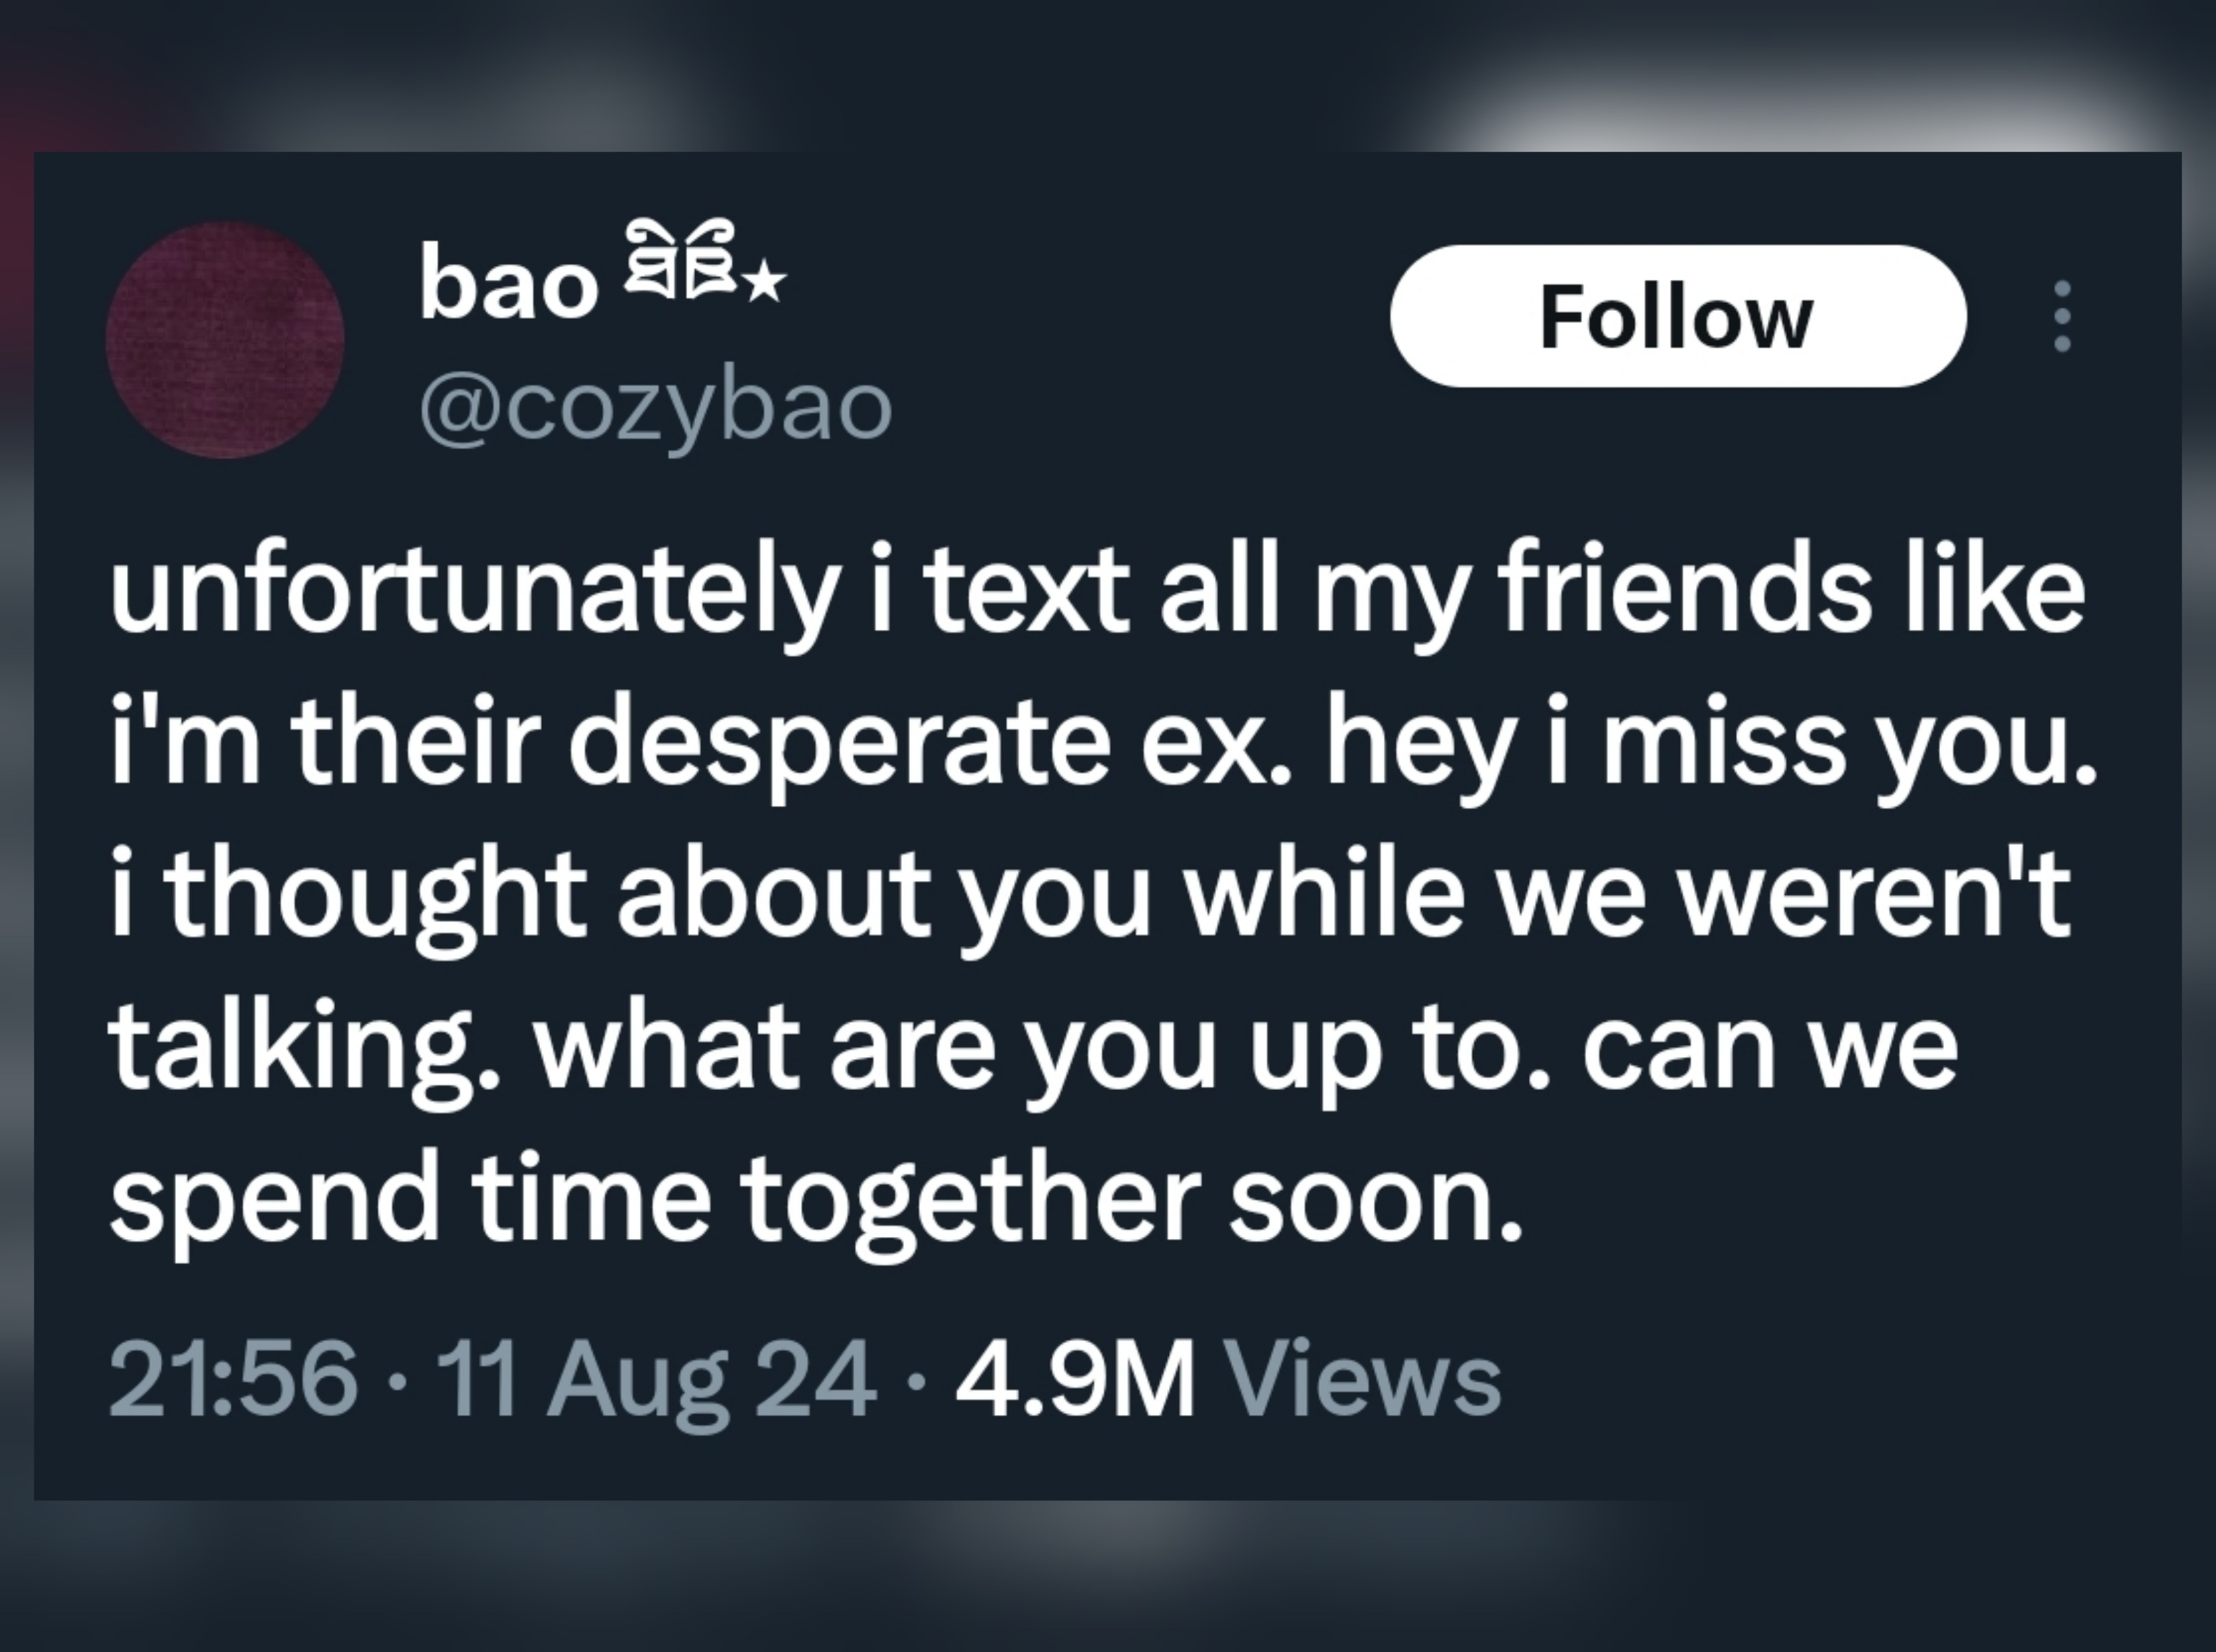 bao ʚɞ⋆
@cozybao
Follow
unfortunately i text all my friends like
i'm their desperate ex. hey i miss you.
i thought about you while we weren't
talking. what are you up to. can we
spend time together soon.
21:56 · 11 Aug 24 · 4.9M Views